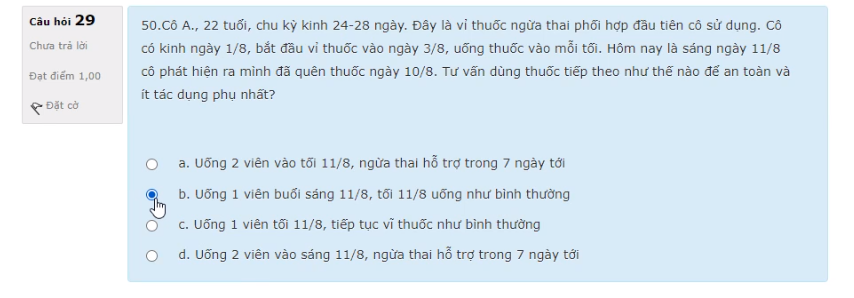 Câu hỏi 29
Chưa trả lời
Đạt điểm 1,00
Đặt cờ
50.Cô A., 22 tuổi, chu kỳ kinh 24-28 ngày. Đây là vỉ thuốc ngừa thai phối hợp đầu tiên cô sử dụng. Cô
có kinh ngày 1/8, bắt đầu vỉ thuốc vào ngày 3/8, uống thuốc vào mỗi tối. Hôm nay là sáng ngày 11/8
cô phát hiện ra mình đã quên thuốc ngày 10/8. Tư vấn dùng thuốc tiếp theo như thế nào để an toàn và
ít tác dụng phụ nhất?
a. Uống 2 viên vào tối 11/8, ngừa thai hỗ trợ trong 7 ngày tới
b. Uống 1 viên buổi sáng 11/8, tối 11/8 uống như bình thường
c. Uống 1 viên tối 11/8, tiếp tục vĩ thuốc như bình thường
d. Uống 2 viên vào sáng 11/8, ngừa thai hỗ trợ trong 7 ngày tới